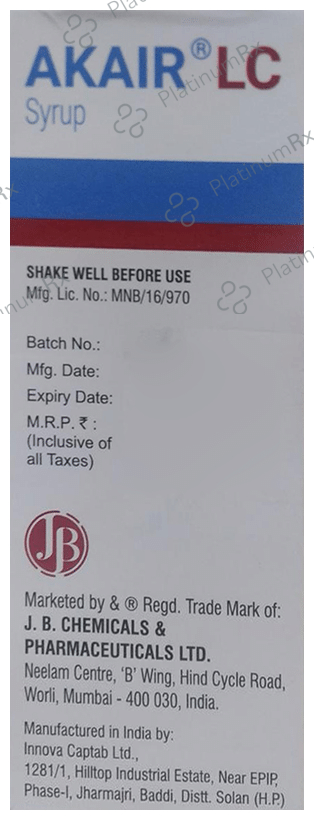 AKAIR® LC
Syrup
PlatinumRx
PlatinumRx
SHAKE WELL BEFORE USE
Mfg. Lic. No.: MNB/16/970
Batch No.:
Mfg. Date:
Expiry Date:
M.R.P. ₹ :
(Inclusive of
all Taxes)
JB
Marketed by & ® Regd. Trade Mark of:
J. B. CHEMICALS &
PHARMACEUTICALS LTD.
Neelam Centre, ‘B’ Wing, Hind Cycle Road,
Worli, Mumbai - 400 030, India.
Manufactured in India by:
Innova Captab Ltd.,
1281/1, Hilltop Industrial Estate, Near EPIP,
Phase-I, Jharmajri, Baddi, Distt. Solan (H.P.)